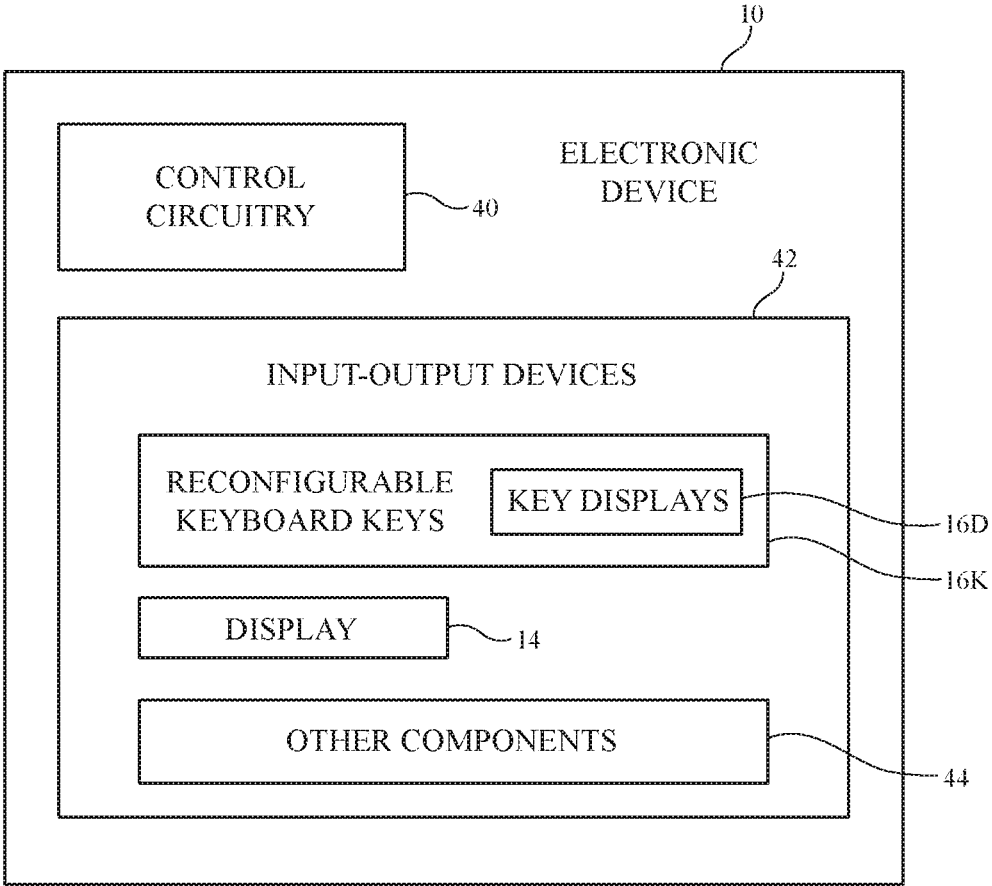 10
CONTROL
CIRCUITRY
40
ELECTRONIC
DEVICE
42
INPUT-OUTPUT DEVICES
RECONFIGURABLE
KEYBOARD KEYS
KEY DISPLAYS
16D
16K
DISPLAY
14
OTHER COMPONENTS
44